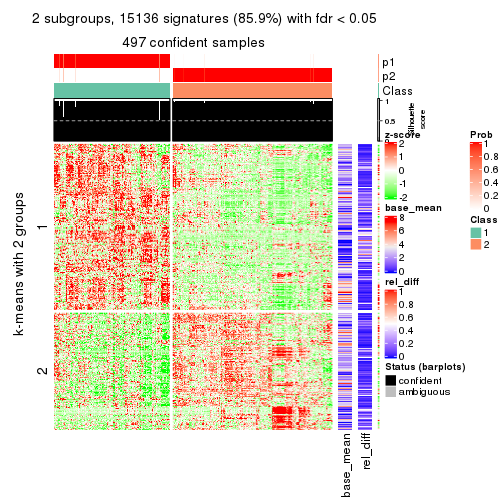 2 subgroups, 15136 signatures (85.9%) with fdr < 0.05
497 confident samples
p1
p2
Class
1
0.5
0
Silhouette
score
k-means with 2 groups
1
2
base_mean
rel_diff
z-score
2
1
0
-1
-2
base_mean
8
6
4
2
0
rel_diff
1
0.8
0.6
0.4
0.2
0
Status (barplots)
confident
ambiguous
Prob
1
0.8
0.6
0.4
0.2
0
Class
1
2